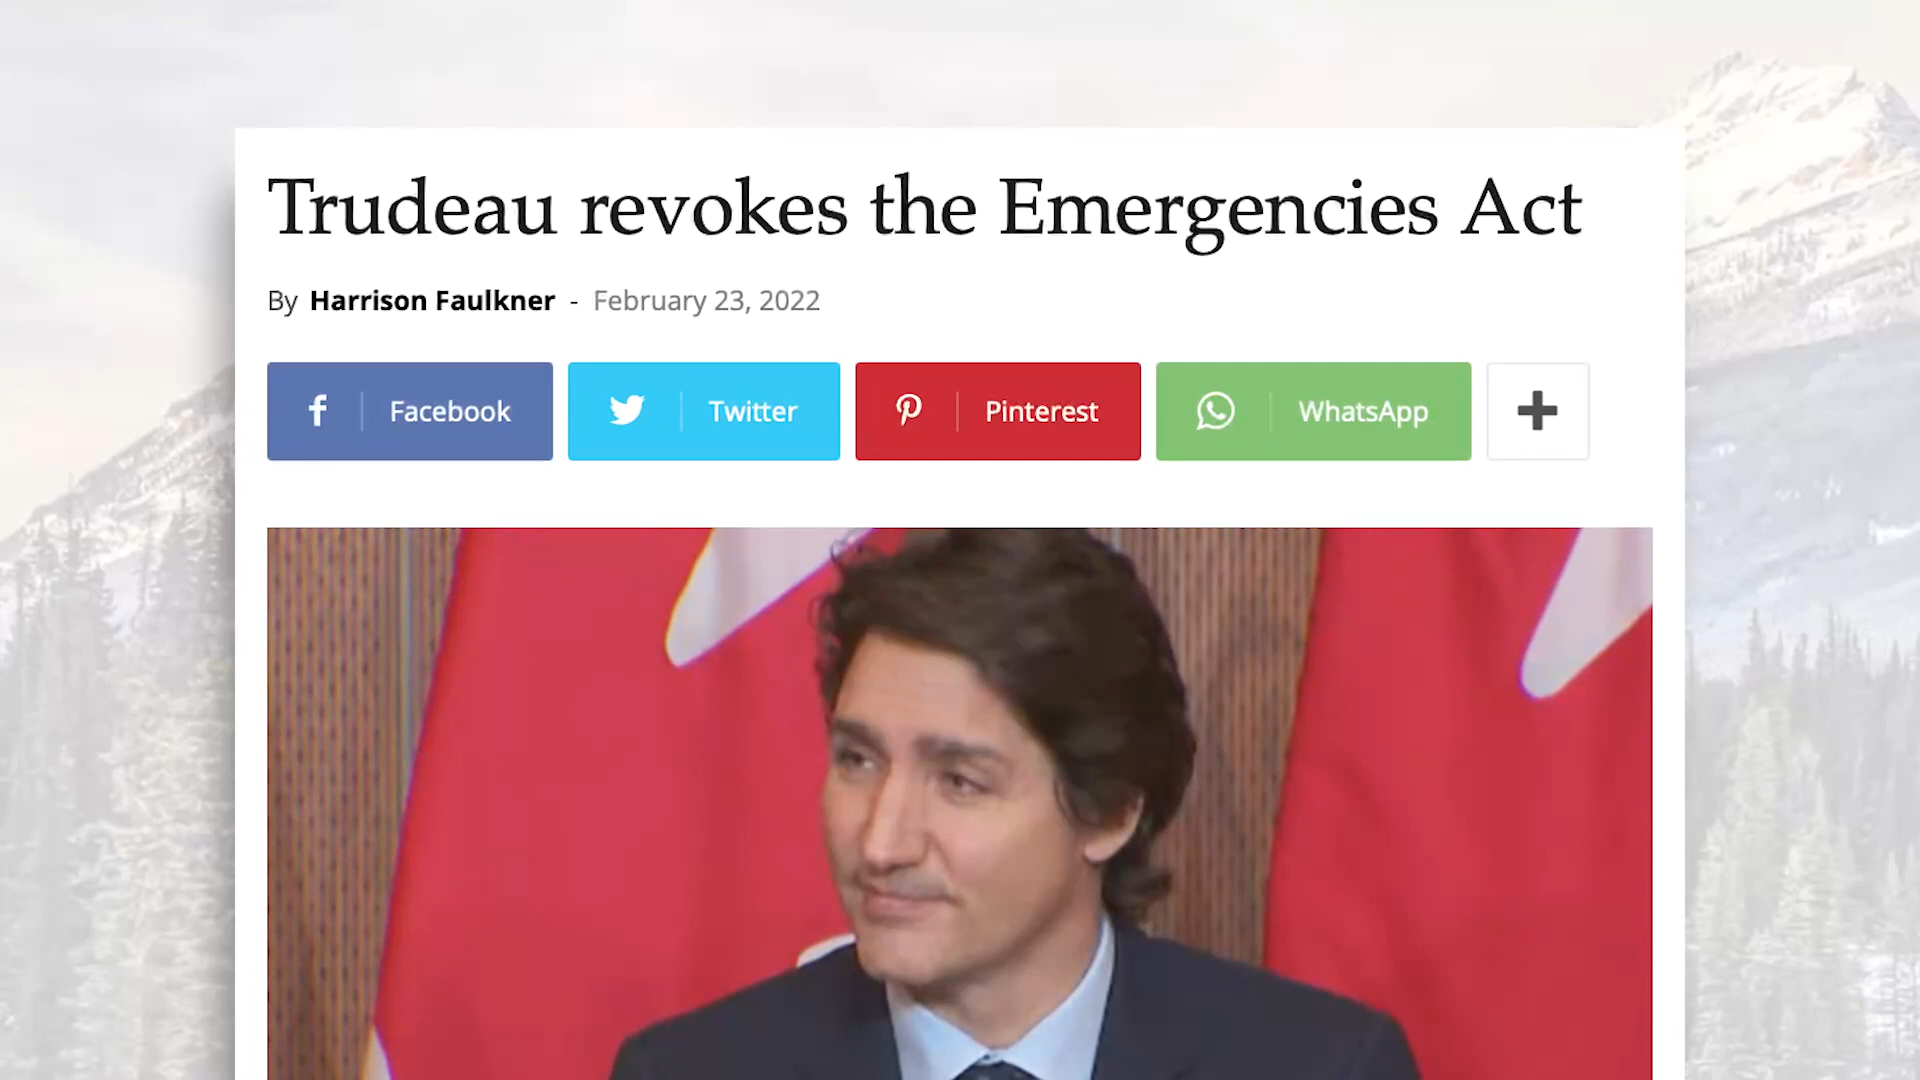 Trudeau revokes the Emergencies Act
By Harrison Faulkner - February 23, 2022
Facebook Twitter Pinterest WhatsApp